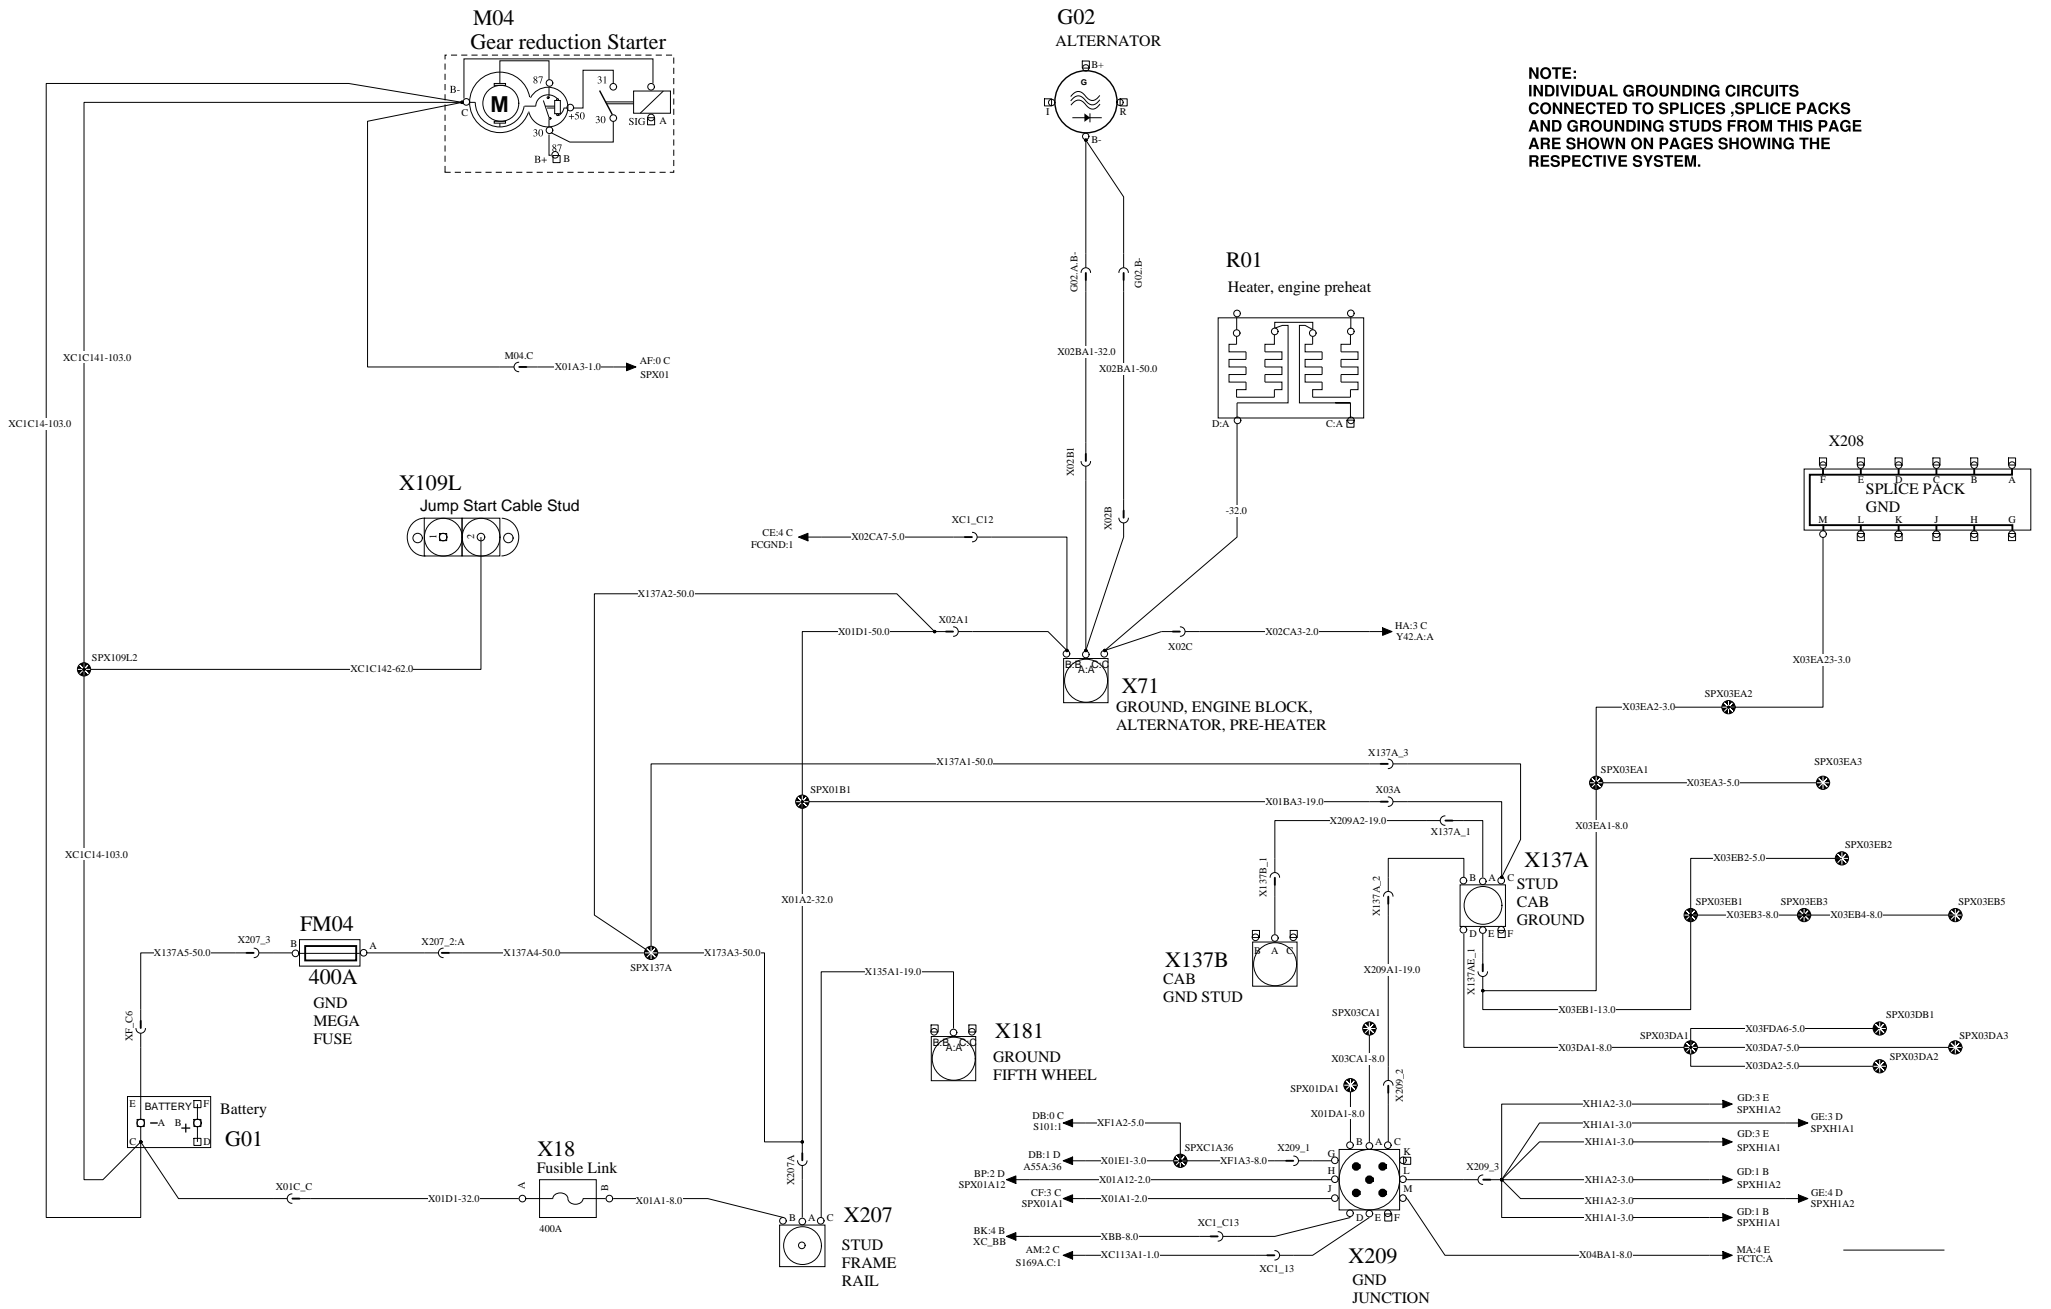 M04
Gear reduction Starter
B-
C
M
87
31
+50
30
30
SIG
A
87
B+
B
G02
ALTERNATOR
B+
G
I
R
B-
NOTE:
INDIVIDUAL GROUNDING CIRCUITS
CONNECTED TO SPLICES ,SPLICE PACKS
AND GROUNDING STUDS FROM THIS PAGE
ARE SHOWN ON PAGES SHOWING THE
RESPECTIVE SYSTEM.
G02.A.B-
G02.B-
R01
Heater, engine preheat
D:A
C:A
XC1C141-103.0
XC1C14-103.0
M04.C
X01A3-1.0
AF:0 C
SPX01
X02BA1-32.0
X02BA1-50.0
X02B1
X02B
-32.0
X109L
Jump Start Cable Stud
1
2
XC1_C12
CE:4 C
FCGND:1
X02CA7-5.0
X208
F
E
D
C
B
A
SPLICE PACK
GND
M
L
K
J
H
G
X137A2-50.0
X01D1-50.0
X02A1
X02C
X02CA3-2.0
HA:3 C
Y42.A:A
SPX109L2
XC1C142-62.0
B:B
A:A
C:C
X71
GROUND, ENGINE BLOCK,
ALTERNATOR, PRE-HEATER
X03EA23-3.0
SPX03EA2
X03EA2-3.0
X137A1-50.0
X137A_3
SPX03EA1
X03EA3-5.0
SPX03EA3
SPX01B1
X01BA3-19.0
X03A
X209A2-19.0
X137A_1
X03EA1-8.0
XC1C14-103.0
X137B_1
X137A_2
X137A
B
A
C
STUD
CAB
GROUND
D
E
F
X03EB2-5.0
SPX03EB2
SPX03EB1
X03EB3-8.0
SPX03EB3
X03EB4-8.0
SPX03EB5
X01A2-32.0
FM04
X137A5-50.0
X207_3
B
A
400A
GND
MEGA
FUSE
X207_2:A
X137A4-50.0
SPX137A
X173A3-50.0
X135A1-19.0
X137B
CAB
GND STUD
B
A
C
X209A1-19.0
X137AE_1
X03EB1-13.0
XF_C6
X181
GROUND
FIFTH WHEEL
B:B
A:A
C:C
SPX03CA1
X03CA1-8.0
X209_2
X03DA1-8.0
SPX03DA1
X03FDA6-5.0
SPX03DB1
X03DA7-5.0
SPX03DA3
X03DA2-5.0
SPX03DA2
SPX01DA1
X01DA1-8.0
E
BATTERY
F
A
B
+
C
D
Battery
G01
X18
Fusible Link
A
B
400A
X01C_C
X01D1-32.0
X01A1-8.0
X207A
B
A
C
X207
STUD
FRAME
RAIL
DB:0 C
S101:1
XF1A2-5.0
SPXC1A36
DB:1 D
A55A:36
X01E1-3.0
XF1A3-8.0
X209_1
BP:2 D
SPX01A12
X01A12-2.0
CF:3 C
SPX01A1
X01A1-2.0
BK:4 B
XC_BB
XBB-8.0
XC1_C13
AM:2 C
S169A.C:1
XC113A1-1.0
XC1_13
B
A
C
G
K
H
L
J
M
D
E
F
X209
GND
JUNCTION
X209_3
XH1A2-3.0
GD:3 E
SPXH1A2
XH1A1-3.0
GE:3 D
SPXH1A1
XH1A1-3.0
GD:3 E
SPXH1A1
XH1A2-3.0
GD:1 B
SPXH1A2
XH1A2-3.0
GE:4 D
SPXH1A2
XH1A1-3.0
GD:1 B
SPXH1A1
X04BA1-8.0
MA:4 E
FCTC:A